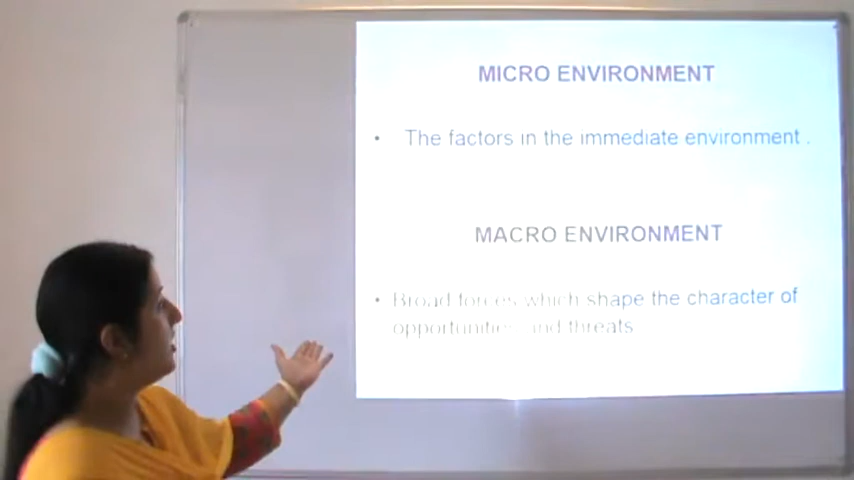 MICRO ENVIRONMENT
• The factors in the immediate environment .
MACRO ENVIRONMENT
• Broad forces which shape the character of
opportunities and threats